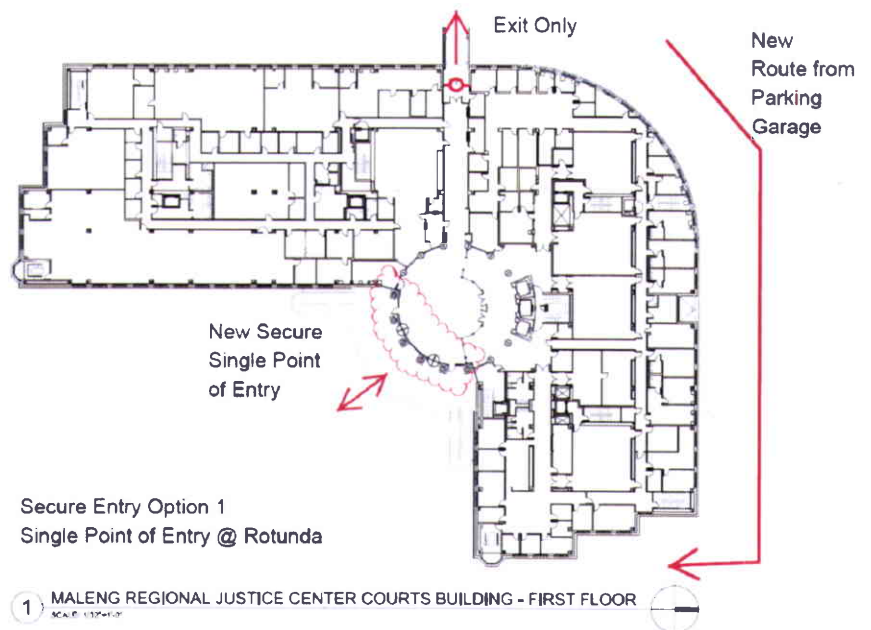 Exit Only
New
Route from
Parking
Garage
New Secure
Single Point
of Entry
Secure Entry Option 1
Single Point of Entry @ Rotunda
1 MALENG REGIONAL JUSTICE CENTER COURTS BUILDING - FIRST FLOOR